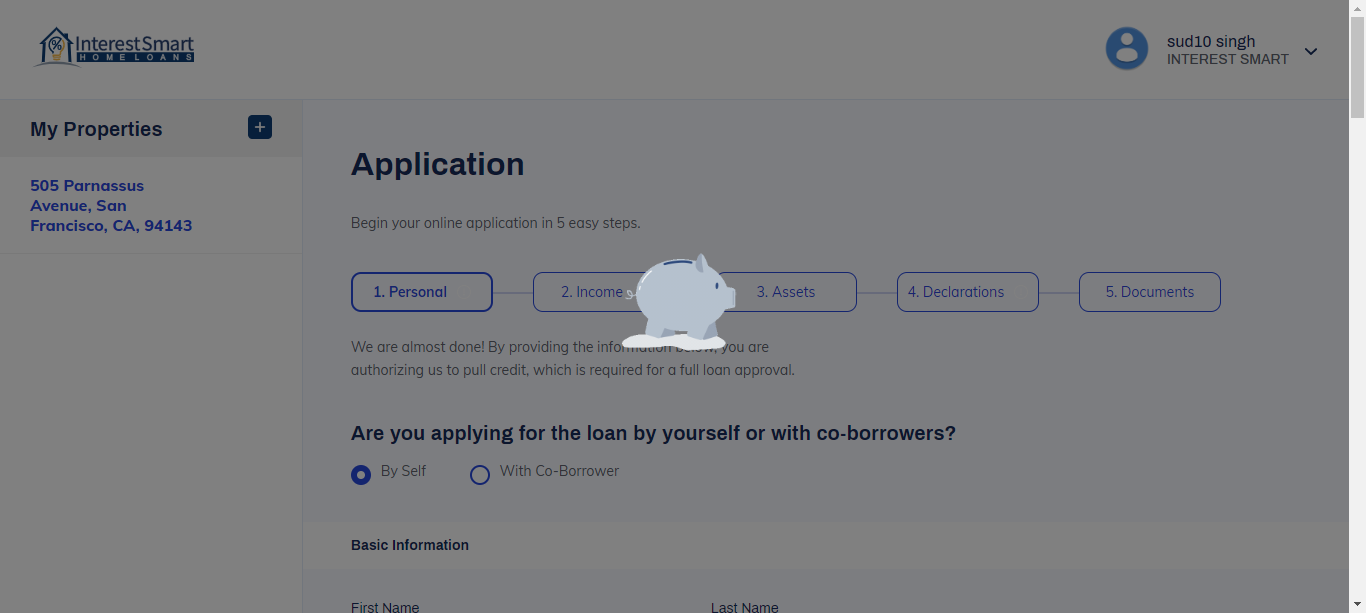 %
InterestSmart
HOME LOANS
sud10 singh
INTEREST SMART
My Properties
+
505 Parnassus
Avenue, San
Francisco, CA, 94143
Application
Begin your online application in 5 easy steps.
1. Personal
2. Income
3. Assets
4. Declarations
5. Documents
We are almost done! By providing the information below, you are
authorizing us to pull credit, which is required for a full loan approval.
Are you applying for the loan by yourself or with co-borrowers?
By Self
With Co-Borrower
Basic Information
First Name
Last Name